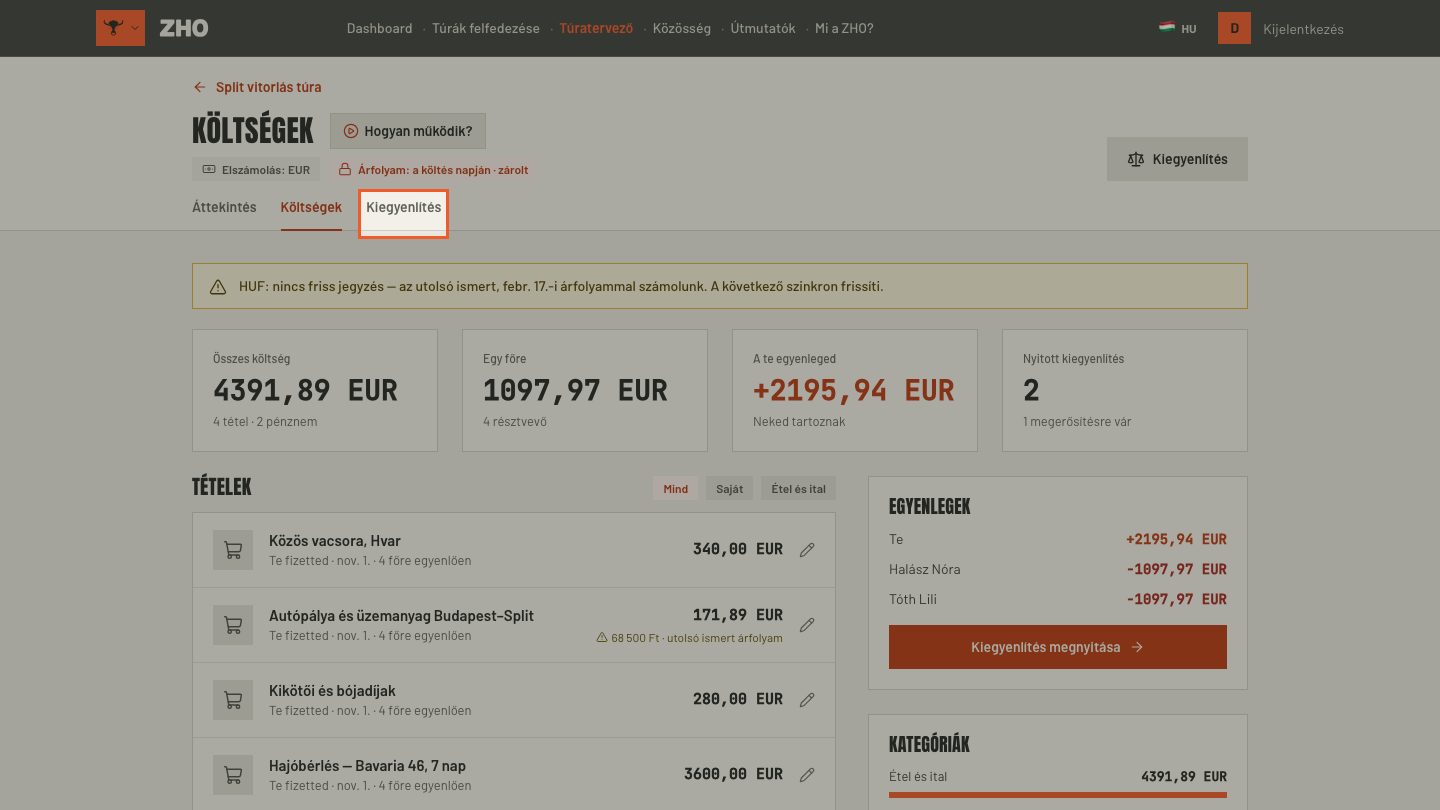 ZHO
Dashboard · Túrák felfedezése · Túratervező · Közösség · Útmutatók · Mi a ZHO?
HU
D
Kijelentkezés
Split vitorlás túra
KÖLTSÉGEK
Hogyan működik?
Elszámolás: EUR
Árfolyam: a költés napján · zárolt
Kiegyenlítés
Áttekintés
Költségek
Kiegyenlítés
HUF: nincs friss jegyzés — az utolsó ismert, febr. 17.-i árfolyammal számolunk. A következő szinkron frissíti.
Összes költség
4391,89 EUR
4 tétel · 2 pénznem
Egy főre
1097,97 EUR
4 résztvevő
A te egyenleged
+2195,94 EUR
Neked tartoznak
Nyitott kiegyenlítés
2
1 megerősítésre vár
TÉTELEK
Mind
Saját
Étel és ital
Közös vacsora, Hvar
Te fizetted · nov. 1. · 4 főre egyenlően
340,00 EUR
Autópálya és üzemanyag Budapest–Split
Te fizetted · nov. 1. · 4 főre egyenlően
171,89 EUR
68 500 Ft · utolsó ismert árfolyam
Kikötői és bójadíjak
Te fizetted · nov. 1. · 4 főre egyenlően
280,00 EUR
Hajóbérlés — Bavaria 46, 7 nap
Te fizetted · nov. 1. · 4 főre egyenlően
3600,00 EUR
EGYENLEGEK
Te +2195,94 EUR
Halász Nóra -1097,97 EUR
Tóth Lili -1097,97 EUR
Kiegyenlítés megnyitása
KATEGÓRIÁK
Étel és ital 4391,89 EUR